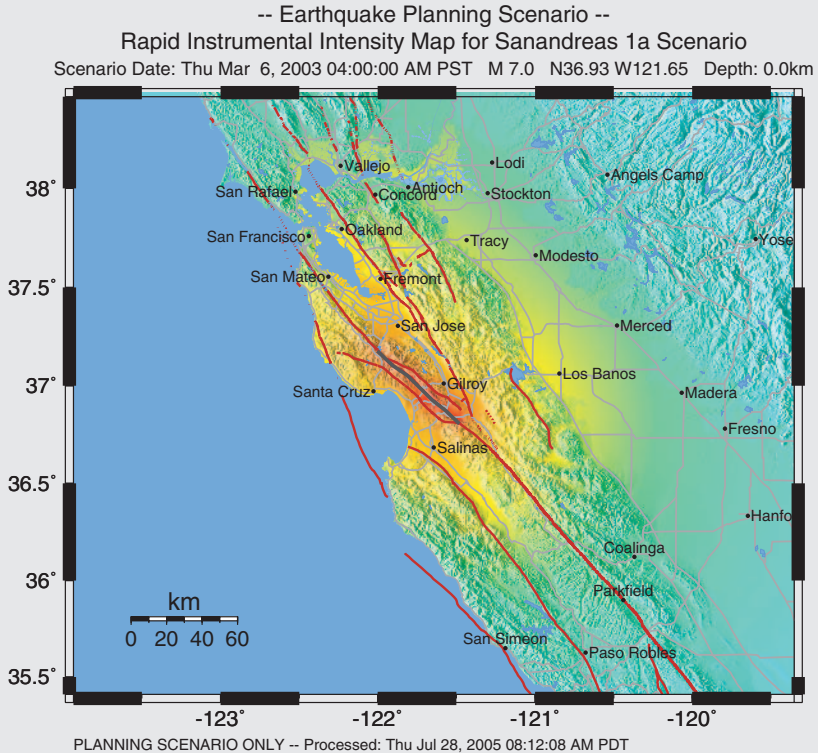 -- Earthquake Planning Scenario --
Rapid Instrumental Intensity Map for Sanandreas 1a Scenario
Scenario Date: Thu Mar 6, 2003 04:00:00 AM PST M 7.0 N36.93 W121.65 Depth: 0.0km
Vallejo
Lodi
38˚
San Rafael
Concord
Antioch
Stockton
Angels Camp
San Francisco
Oakland
Tracy
Modesto
Yose
37.5˚
San Mateo
Fremont
San Jose
Merced
37˚
Santa Cruz
Gilroy
Los Banos
Madera
Fresno
36.5˚
Salinas
Hanfo
36˚
Coalinga
Parkfield
km
0 20 40 60
San Simeon
Paso Robles
35.5˚
-123˚ -122˚ -121˚ -120˚
PLANNING SCENARIO ONLY -- Processed: Thu Jul 28, 2005 08:12:08 AM PDT